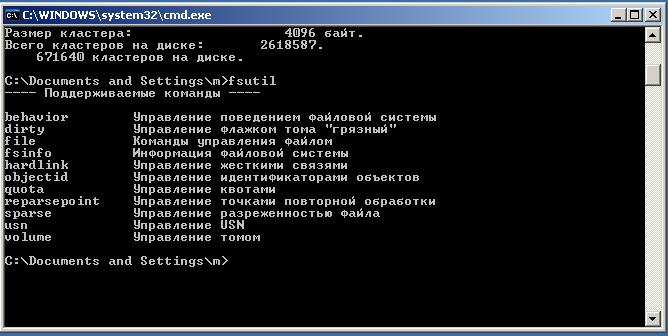 C:\WINDOWS\system32\cmd.exe
Размер кластера: 4096 байт.
Всего кластеров на диске: 2618587.
671640 кластеров на диске.
C:\Documents and Settings\m>fsutil
---- Поддерживаемые команды ----
behavior Управление поведением файловой системы
dirty Управление флажком тома "грязный"
file Команды управления файлом
fsinfo Информация файловой системы
hardlink Управление жесткими связями
objectid Управление идентификаторами объектов
quota Управление квотами
reparsepoint Управление точками повторной обработки
sparse Управление разреженностью файла
usn Управление USN
volume Управление томом
C:\Documents and Settings\m>